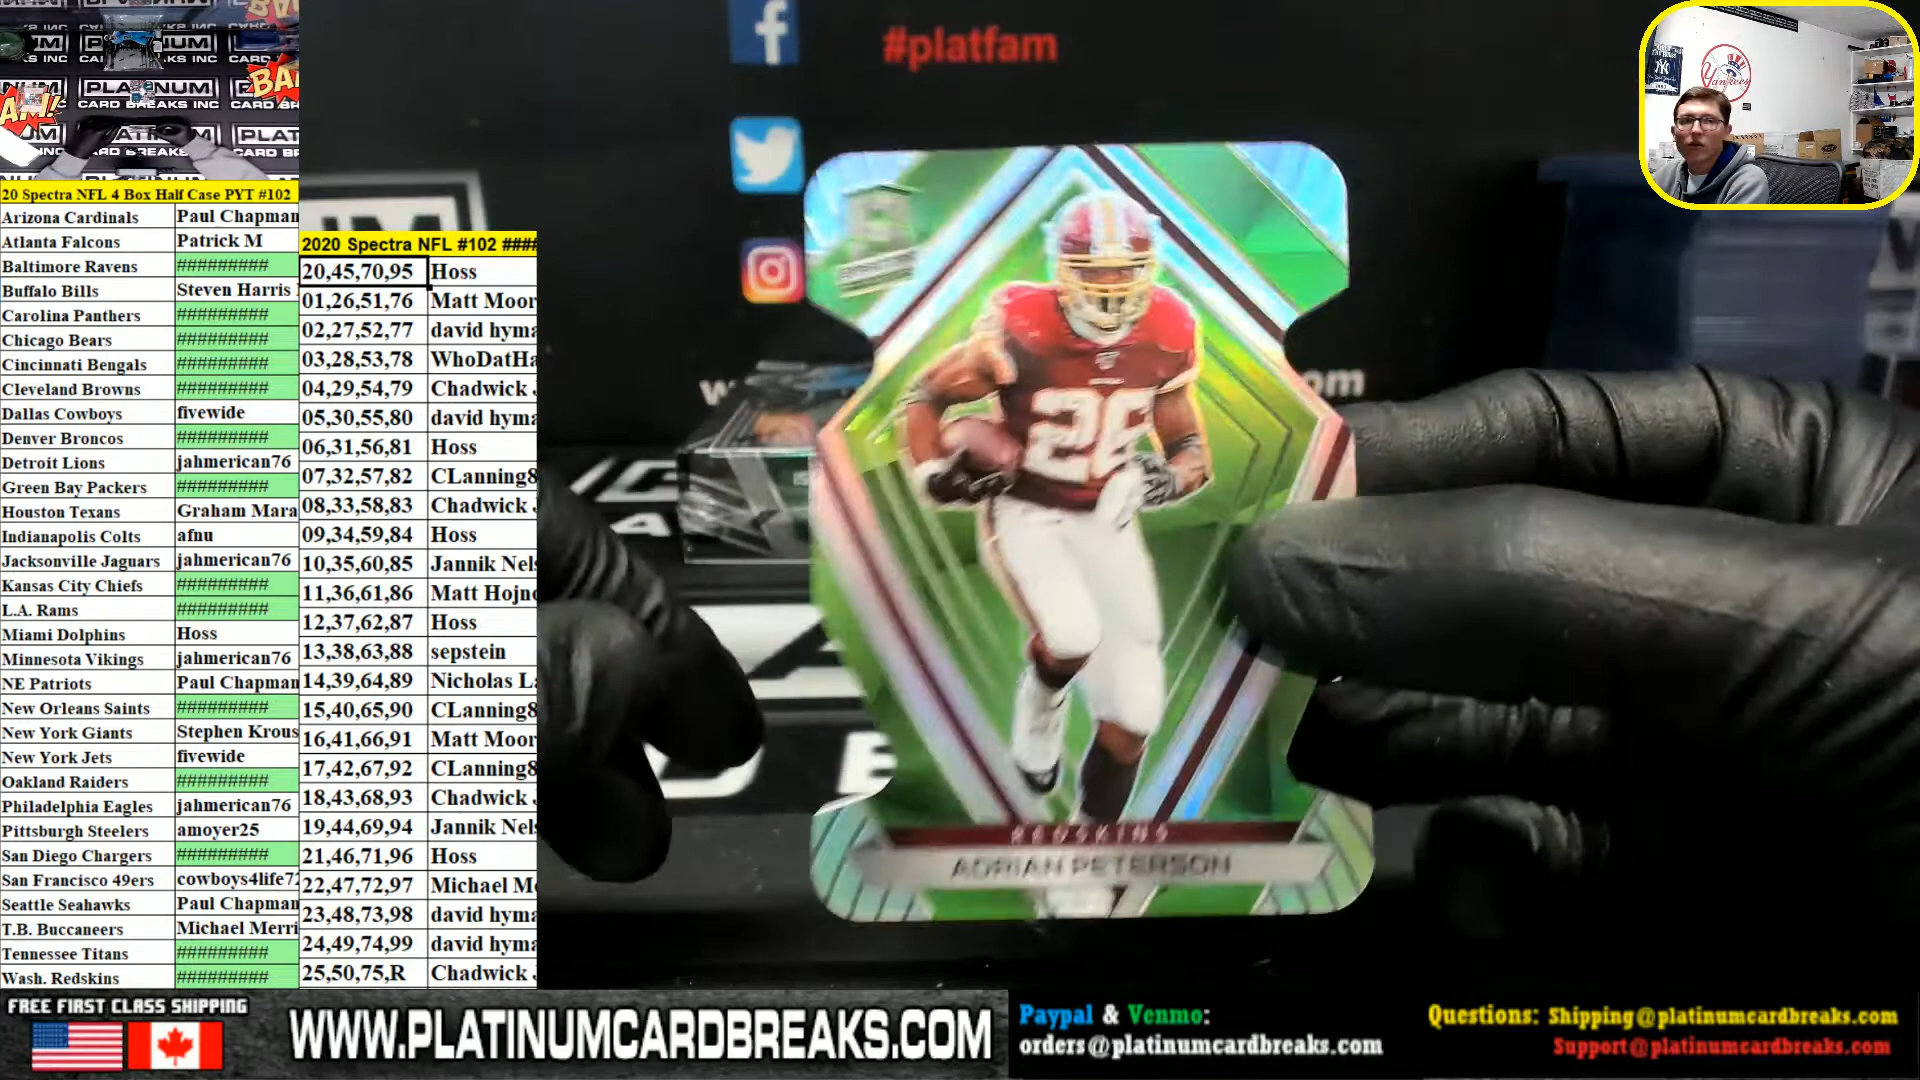 #platfam
PLATINUM
CARD BREAKS INC
20 Spectra NFL 4 Box Half Case PYT #102
Arizona Cardinals Paul Chapman
Atlanta Falcons Patrick M
Baltimore Ravens #########
Buffalo Bills Steven Harris
Carolina Panthers #########
Chicago Bears #########
Cincinnati Bengals #########
Cleveland Browns #########
Dallas Cowboys fivewide
Denver Broncos #########
Detroit Lions jahmerican76
Green Bay Packers #########
Houston Texans Graham Mara
Indianapolis Colts afnu
Jacksonville Jaguars jahmerican76
Kansas City Chiefs #########
L.A. Rams #########
Miami Dolphins Hoss
Minnesota Vikings jahmerican76
NE Patriots Paul Chapman
New Orleans Saints #########
New York Giants Stephen Krous
New York Jets fivewide
Oakland Raiders #########
Philadelphia Eagles jahmerican76
Pittsburgh Steelers amoyer25
San Diego Chargers #########
San Francisco 49ers cowboys4life72
Seattle Seahawks Paul Chapman
T.B. Buccaneers Michael Merri
Tennessee Titans #########
Wash. Redskins #########
2020 Spectra NFL #102 ####
20,45,70,95 Hoss
01,26,51,76 Matt Moor
02,27,52,77 david hyma
03,28,53,78 WhoDatHa
04,29,54,79 Chadwick J
05,30,55,80 david hyma
06,31,56,81 Hoss
07,32,57,82 CLanning8
08,33,58,83 Chadwick J
09,34,59,84 Hoss
10,35,60,85 Jannik Nels
11,36,61,86 Matt Hojno
12,37,62,87 Hoss
13,38,63,88 sepstein
14,39,64,89 Nicholas La
15,40,65,90 CLanning8
16,41,66,91 Matt Moor
17,42,67,92 CLanning8
18,43,68,93 Chadwick J
19,44,69,94 Jannik Nels
21,46,71,96 Hoss
22,47,72,97 Michael Me
23,48,73,98 david hyma
24,49,74,99 david hyma
25,50,75,R Chadwick J
Yankees
26
REDSKINS
ADRIAN PETERSON
FREE FIRST CLASS SHIPPING
WWW.PLATINUMCARDBREAKS.COM
Paypal & Venmo:
orders@platinumcardbreaks.com
Questions: Shipping@platinumcardbreaks.com
Support@platinumcardbreaks.com